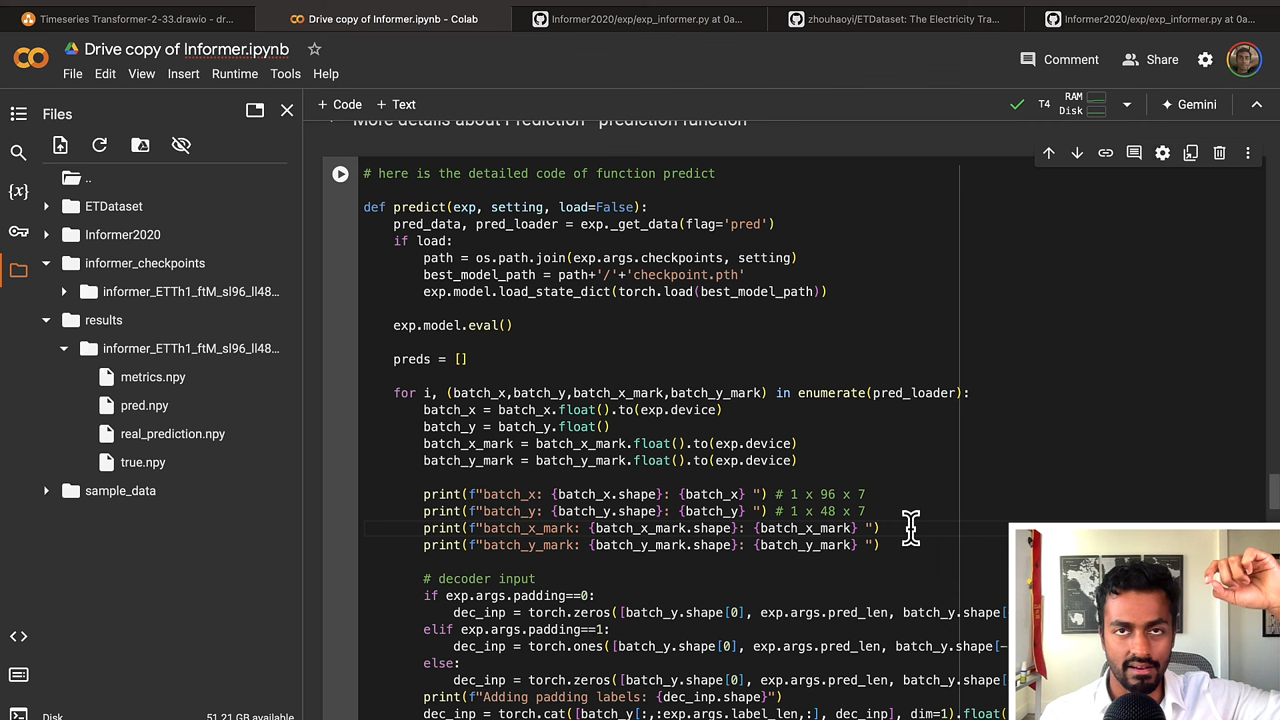 Timeseries Transformer-2-33.drawio - dr...
Drive copy of Informer.ipynb - Colab
Informer2020/exp/exp_informer.py at 0a...
zhouhaoyi/ETDataset: The Electricity Tra...
Informer2020/exp/exp_informer.py at 0a...
Drive copy of Informer.ipynb
Comment
Share
File Edit View Insert Runtime Tools Help
Files
+ Code + Text
T4
RAM
Disk
Gemini
More details about Prediction - prediction function
..
ETDataset
Informer2020
informer_checkpoints
informer_ETTh1_ftM_sl96_ll48...
results
informer_ETTh1_ftM_sl96_ll48...
metrics.npy
pred.npy
real_prediction.npy
true.npy
sample_data
# here is the detailed code of function predict
def predict(exp, setting, load=False):
pred_data, pred_loader = exp._get_data(flag='pred')
if load:
path = os.path.join(exp.args.checkpoints, setting)
best_model_path = path+'/'+'checkpoint.pth'
exp.model.load_state_dict(torch.load(best_model_path))
exp.model.eval()
preds = []
for i, (batch_x,batch_y,batch_x_mark,batch_y_mark) in enumerate(pred_loader):
batch_x = batch_x.float().to(exp.device)
batch_y = batch_y.float()
batch_x_mark = batch_x_mark.float().to(exp.device)
batch_y_mark = batch_y_mark.float().to(exp.device)
print(f"batch_x: {batch_x.shape}: {batch_x} ") # 1 x 96 x 7
print(f"batch_y: {batch_y.shape}: {batch_y} ") # 1 x 48 x 7
print(f"batch_x_mark: {batch_x_mark.shape}: {batch_x_mark} ")
print(f"batch_y_mark: {batch_y_mark.shape}: {batch_y_mark} ")
# decoder input
if exp.args.padding==0:
dec_inp = torch.zeros([batch_y.shape[0], exp.args.pred_len, batch_y.shape[
elif exp.args.padding==1:
dec_inp = torch.ones([batch_y.shape[0], exp.args.pred_len, batch_y.shape[-
else:
dec_inp = torch.zeros([batch_y.shape[0], exp.args.pred_len, batch_y.shape[
print(f"Adding padding labels: {dec_inp.shape}")
dec_inp = torch.cat([batch_y[:,:exp.args.label_len,:], dec_inp], dim=1).float(
Disk
51.21 GB available